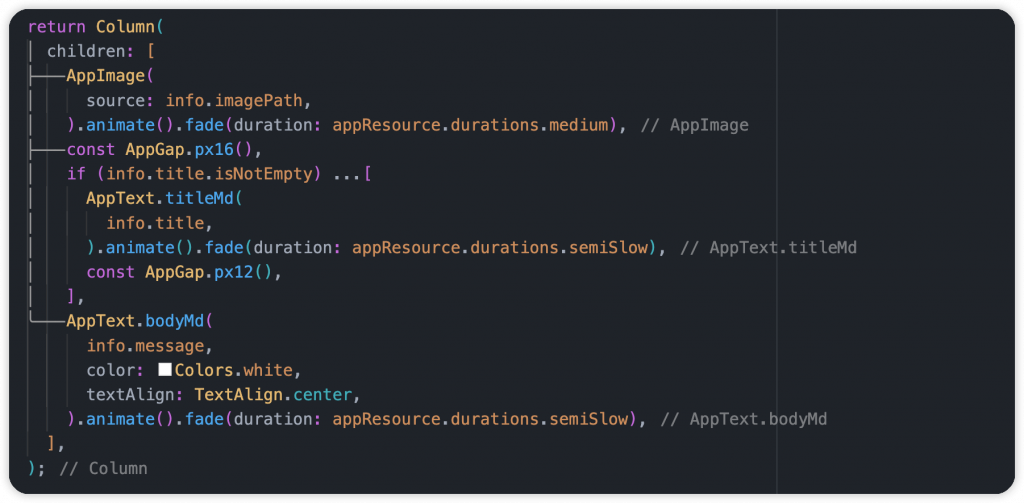 return Column(
children: [
AppImage(
source: info.imagePath,
).animate().fade(duration: appResource.durations.medium), // AppImage
const AppGap.px16(),
if (info.title.isNotEmpty) ...[
AppText.titleMd(
info.title,
).animate().fade(duration: appResource.durations.semiSlow), // AppText.titleMd
const AppGap.px12(),
],
AppText.bodyMd(
info.message,
color: Colors.white,
textAlign: TextAlign.center,
).animate().fade(duration: appResource.durations.semiSlow), // AppText.bodyMd
],
); // Column